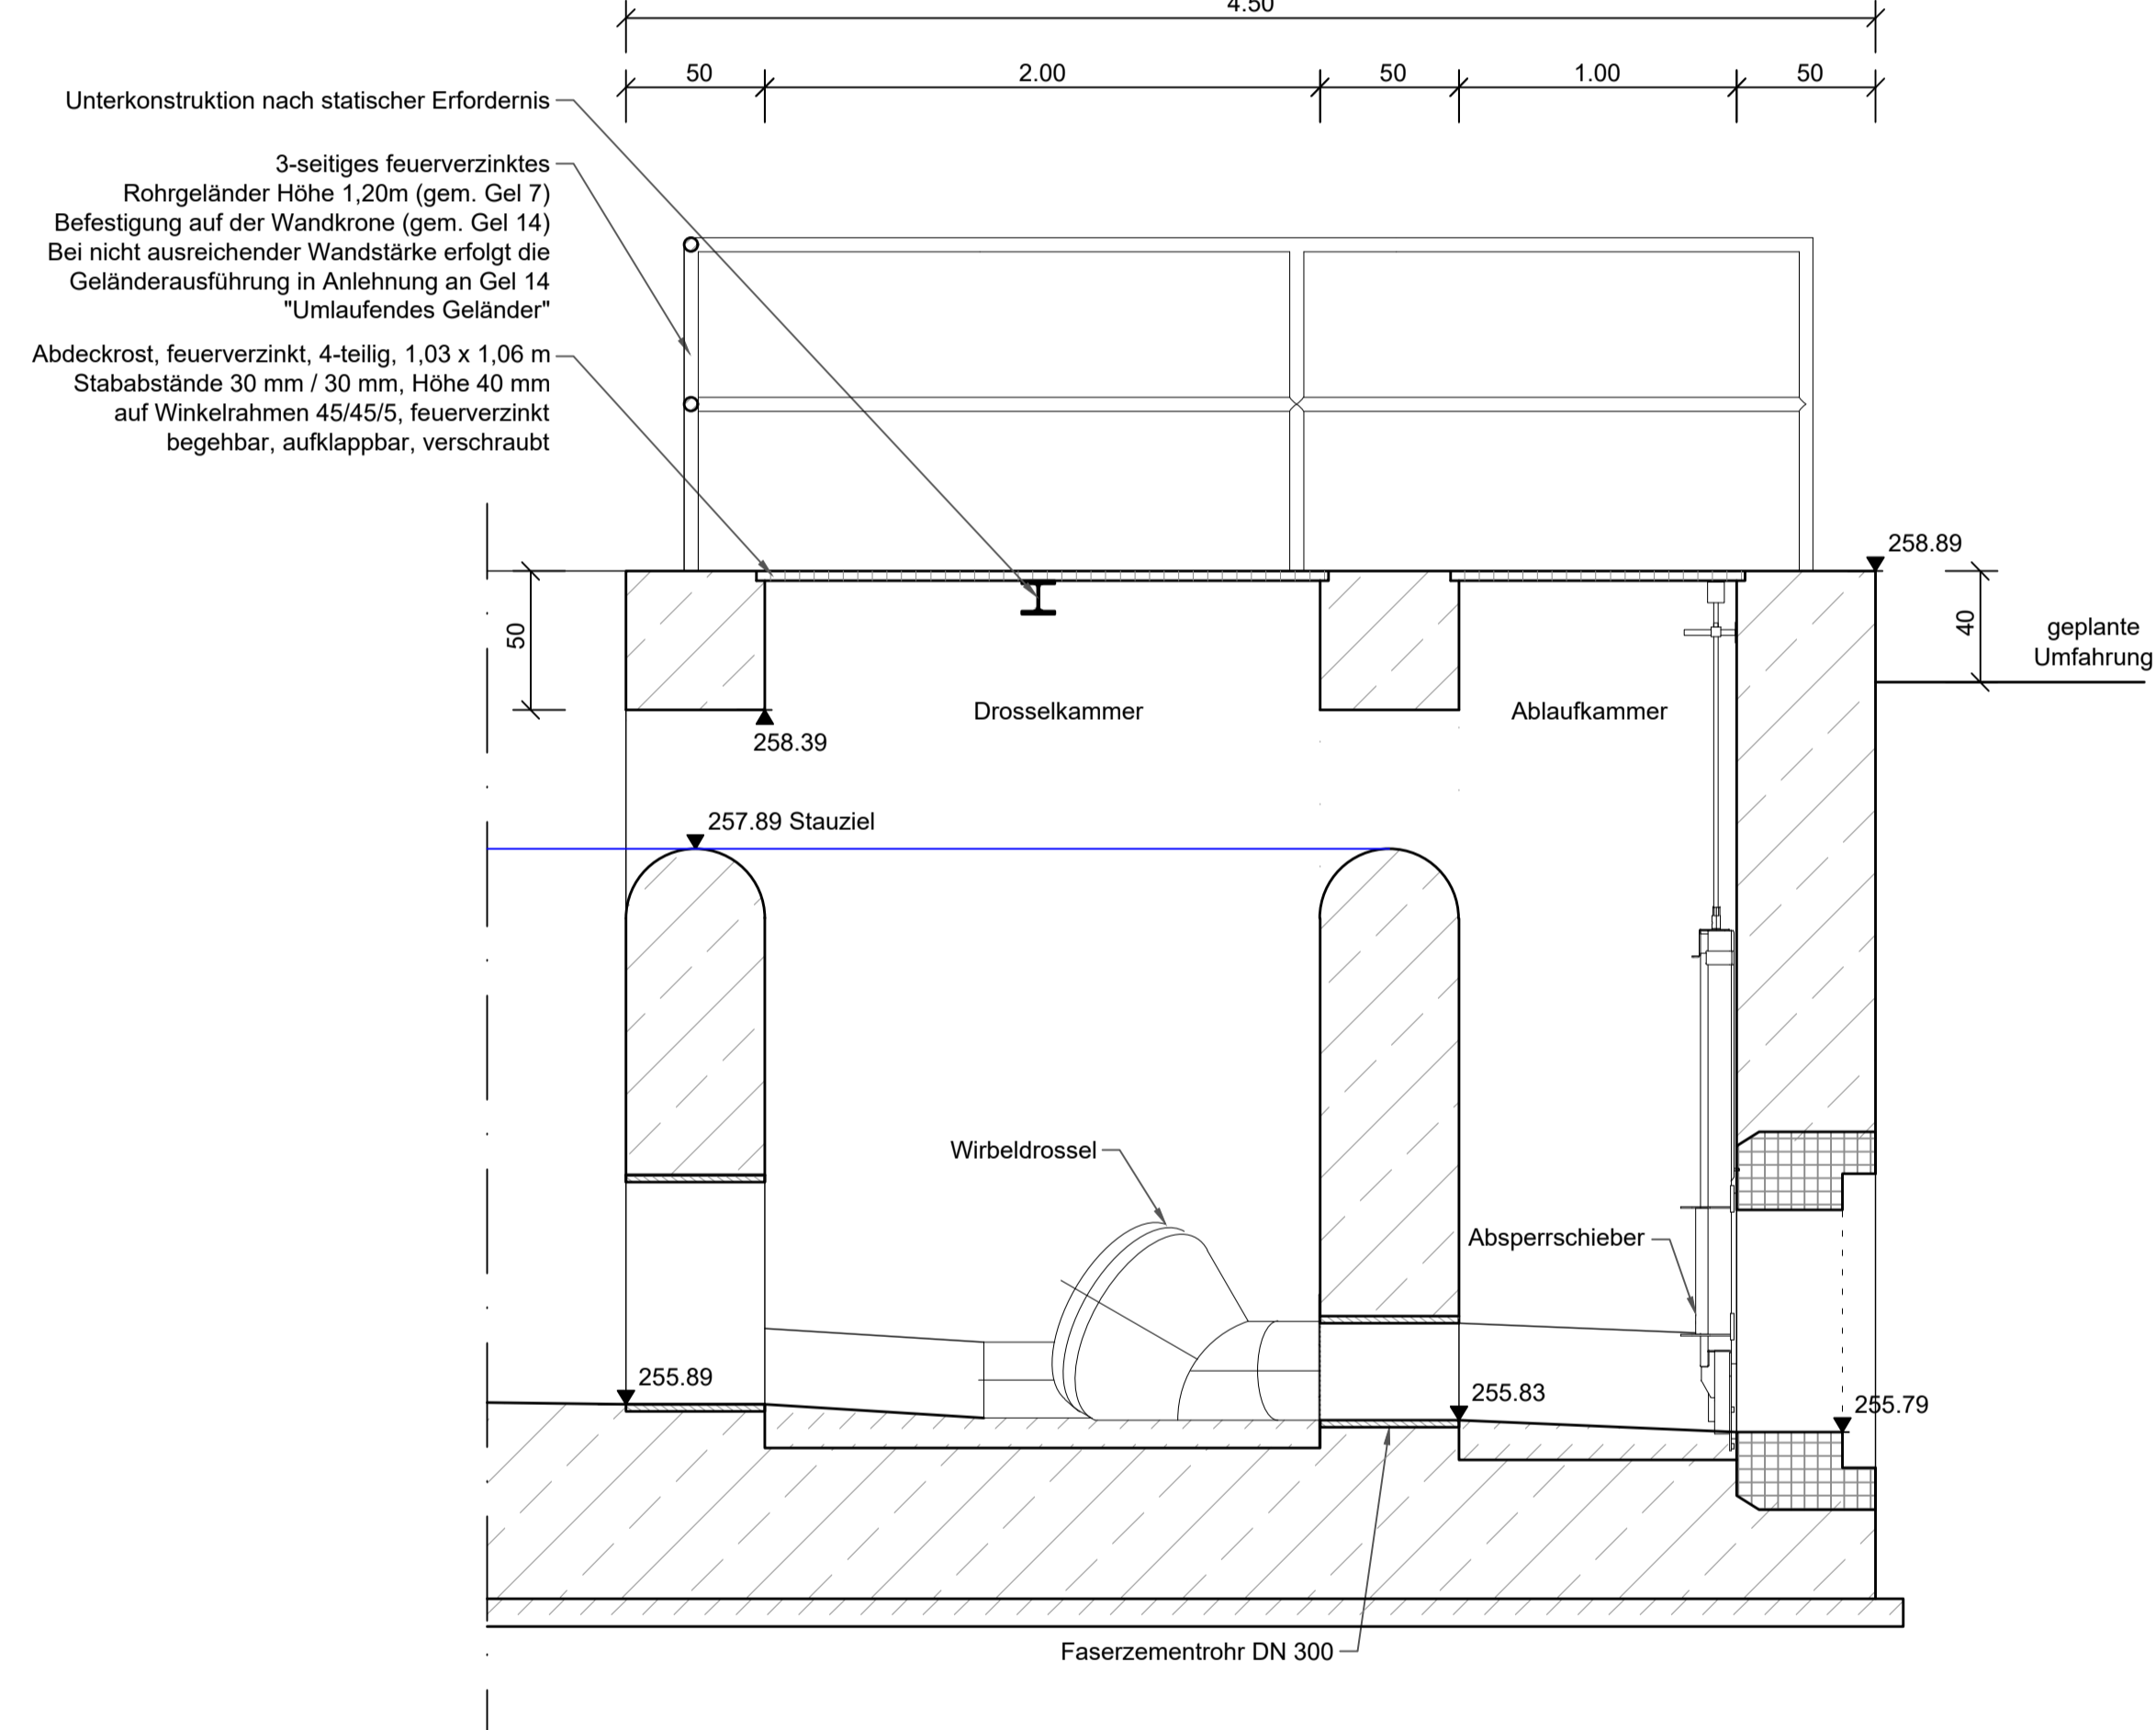 4.50
50
2.00
50
1.00
50
Unterkonstruktion nach statischer Erfordernis
3-seitiges feuerverzinktes
Rohrgeländer Höhe 1,20m (gem. Gel 7)
Befestigung auf der Wandkrone (gem. Gel 14)
Bei nicht ausreichender Wandstärke erfolgt die
Geländerausführung in Anlehnung an Gel 14
"Umlaufendes Geländer"
Abdeckrost, feuerverzinkt, 4-teilig, 1,03 x 1,06 m
Stababstände 30 mm / 30 mm, Höhe 40 mm
auf Winkelrahmen 45/45/5, feuerverzinkt
begehbar, aufklappbar, verschraubt
258.89
50
40
geplante
Umfahrung
Drosselkammer
Ablaufkammer
258.39
257.89 Stauziel
Wirbeldrossel
Absperrschieber
255.89
255.83
255.79
Faserzementrohr DN 300